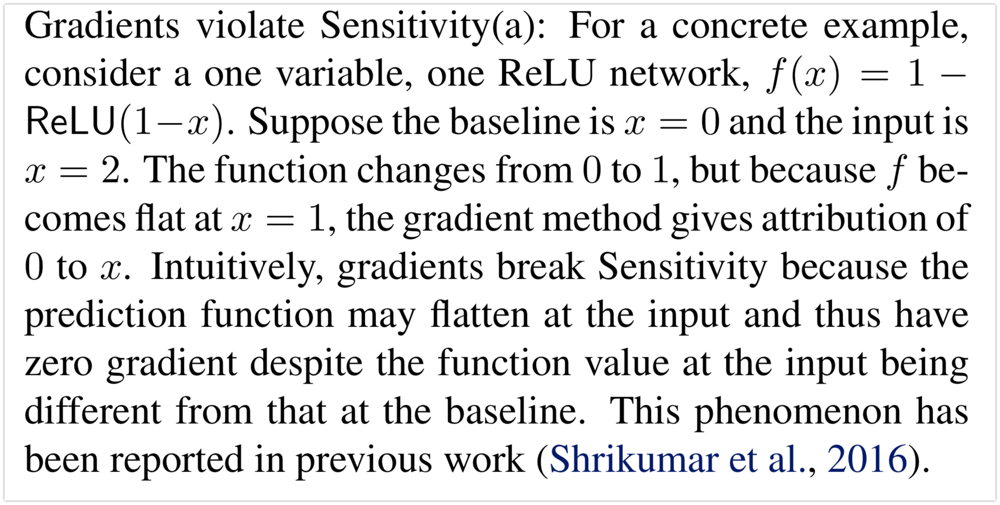 Gradients violate Sensitivity(a): For a concrete example,
consider a one variable, one ReLU network, f(x) = 1 −
ReLU(1−x). Suppose the baseline is x = 0 and the input is
x = 2. The function changes from 0 to 1, but because f be-
comes flat at x = 1, the gradient method gives attribution of
0 to x. Intuitively, gradients break Sensitivity because the
prediction function may flatten at the input and thus have
zero gradient despite the function value at the input being
different from that at the baseline. This phenomenon has
been reported in previous work (Shrikumar et al., 2016).